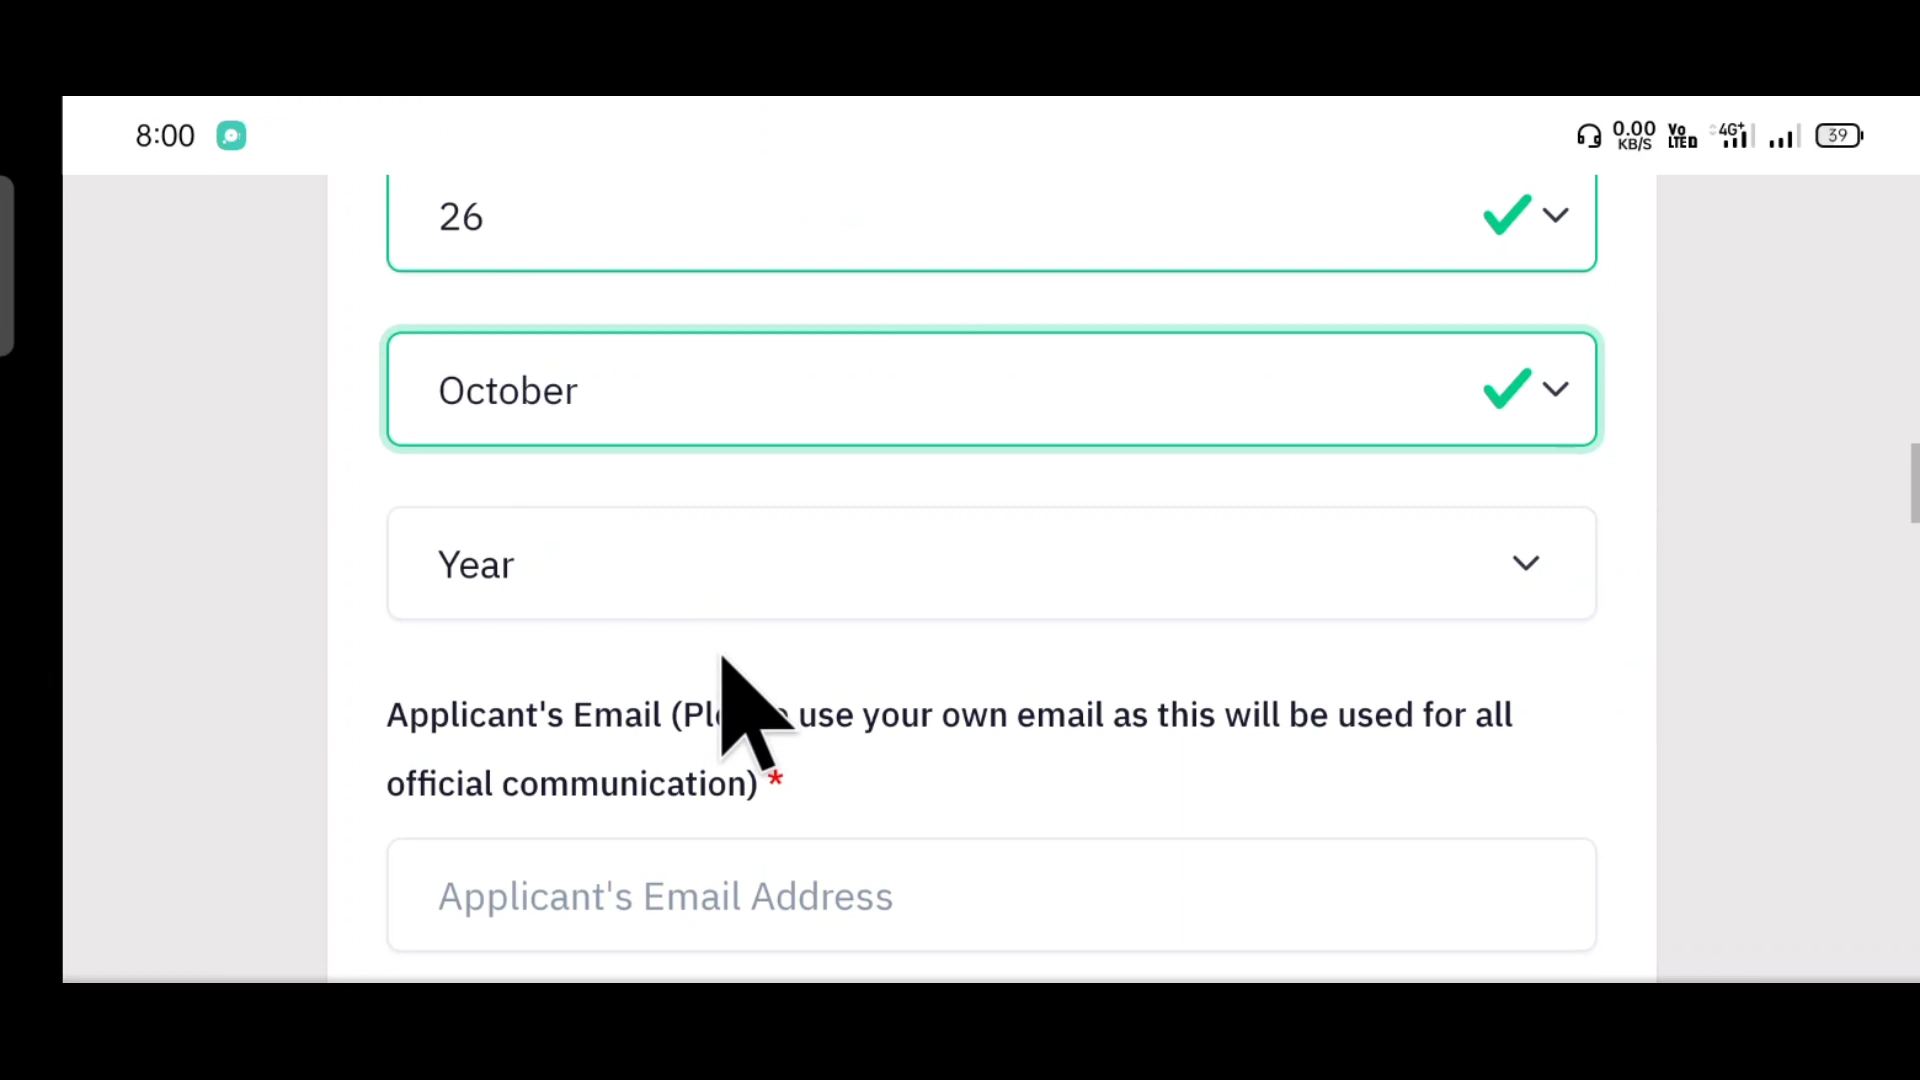 8:00
0.00 KB/S Vo LTE 4G+ 39
26
October
Year
Applicant's Email (Pl use your own email as this will be used for all
official communication) *
Applicant's Email Address